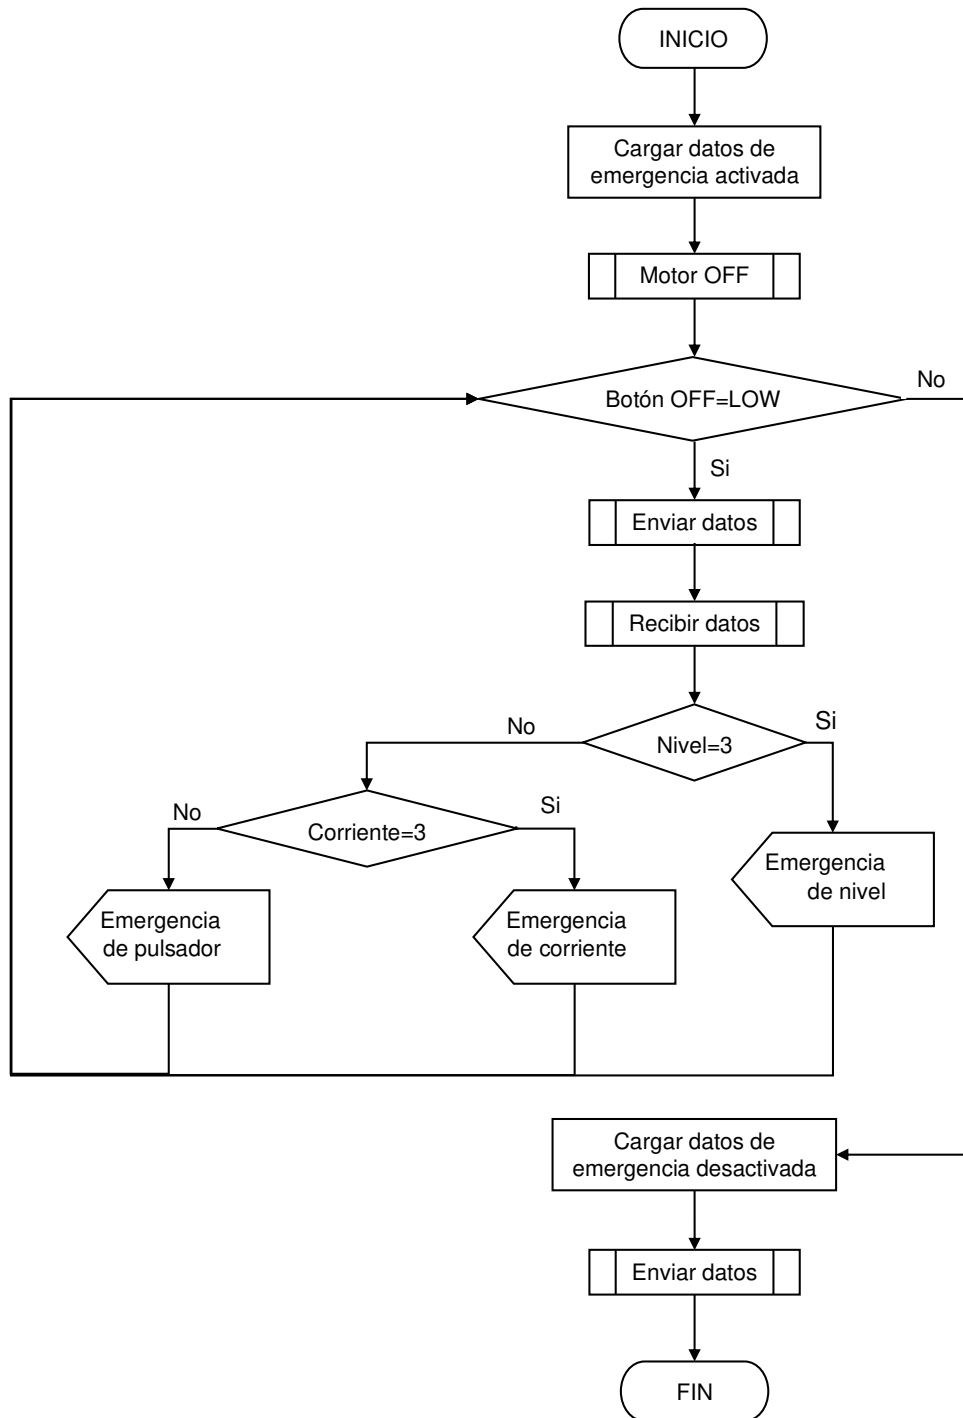 INICIO
Cargar datos de
emergencia activada
Motor OFF
Botón OFF=LOW
No
Si
Enviar datos
Recibir datos
Nivel=3
No
Si
Corriente=3
No
Si
Emergencia
de nivel
Emergencia
de pulsador
Emergencia
de corriente
Cargar datos de
emergencia desactivada
Enviar datos
FIN